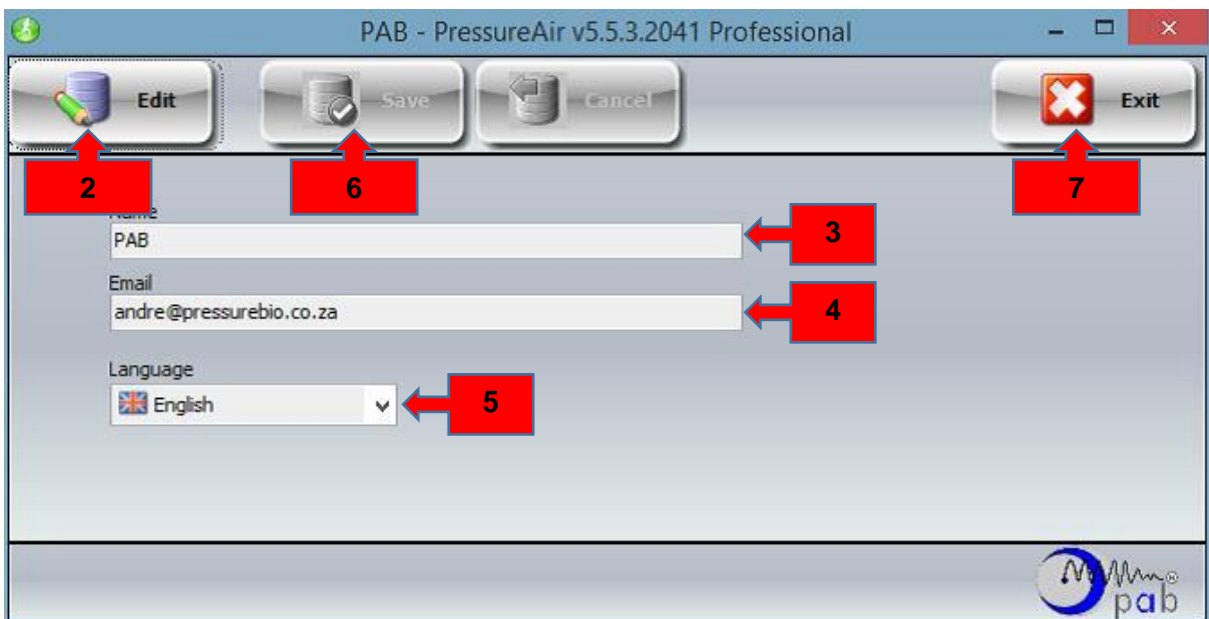 PAB - PressureAir v5.5.3.2041 Professional
Edit Save Cancel Exit
2 6 7
Name
PAB 3
Email
andre@pressurebio.co.za 4
Language
English 5
pab